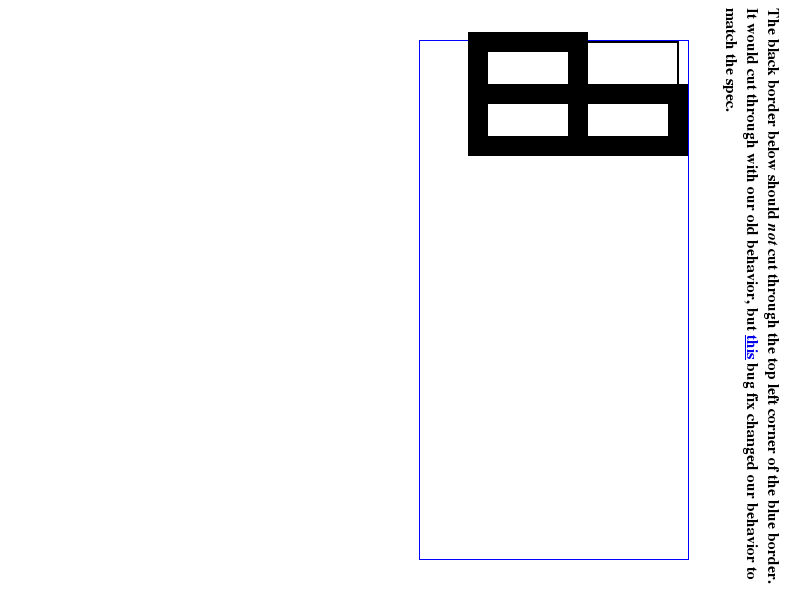 The black border below should not cut through the top left corner of the blue border.
It would cut through with our old behavior, but this bug fix changed our behavior to
match the spec.